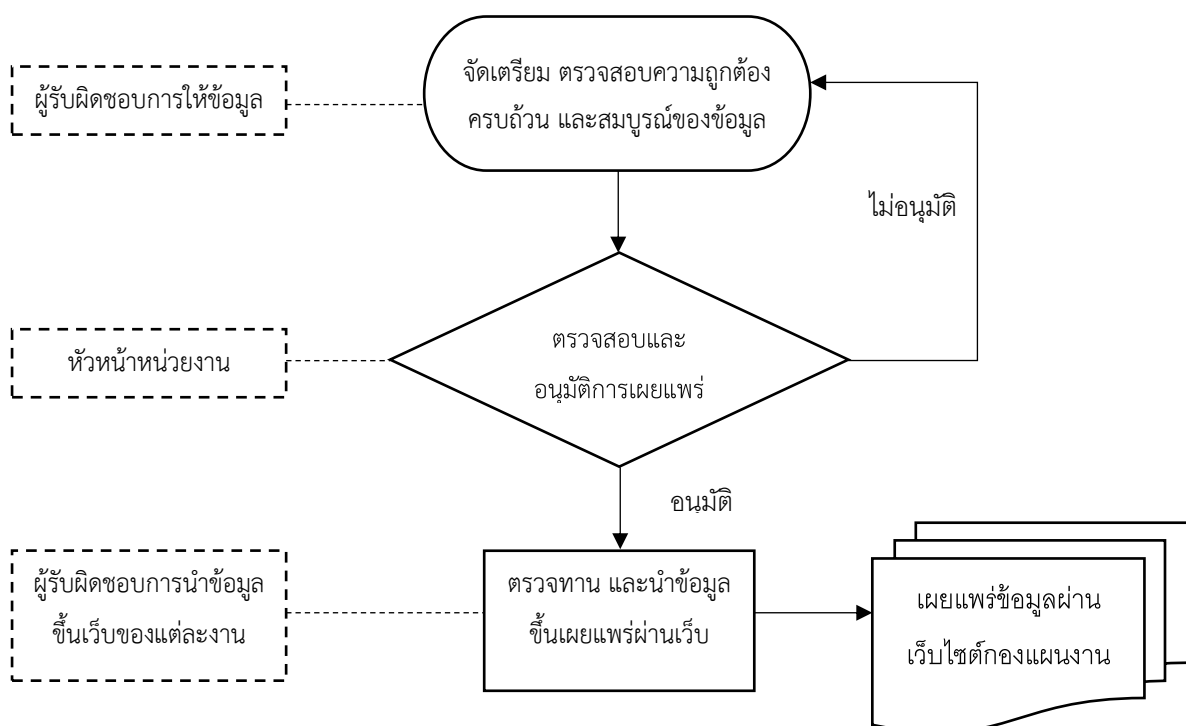 จัดเตรียม ตรวจสอบความถูกต้อง
ครบถ้วน และสมบูรณ์ของข้อมูล
ผู้รับผิดชอบการให้ข้อมูล
ไม่อนุมัติ
ตรวจสอบและ
อนุมัติการเผยแพร่
หัวหน้าหน่วยงาน
อนุมัติ
ผู้รับผิดชอบการนำข้อมูล
ขึ้นเว็บของแต่ละงาน
ตรวจทาน และนำข้อมูล
ขึ้นเผยแพร่ผ่านเว็บ
เผยแพร่ข้อมูลผ่าน
เว็บไซต์กองแผนงาน